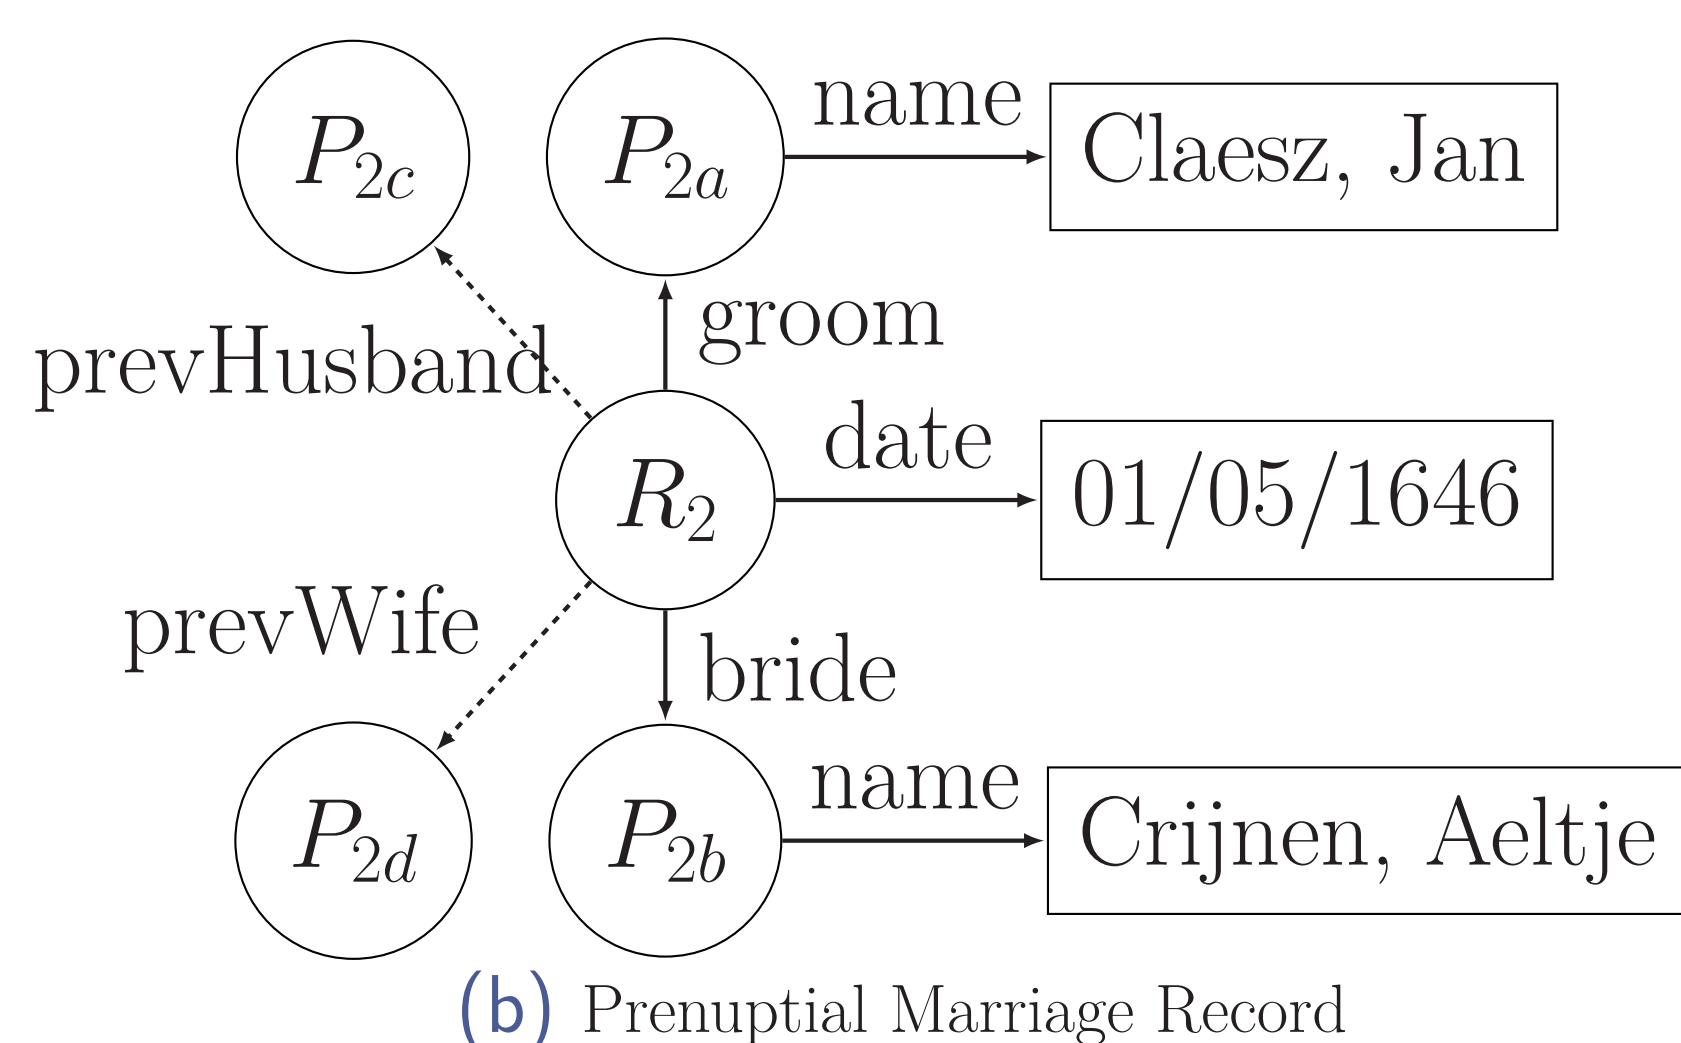 P2c P2a name Claesz, Jan
prevHusband groom
R2 date 01/05/1646
prevWife bride
P2d P2b name Crijnen, Aeltje
(b) Prenuptial Marriage Record